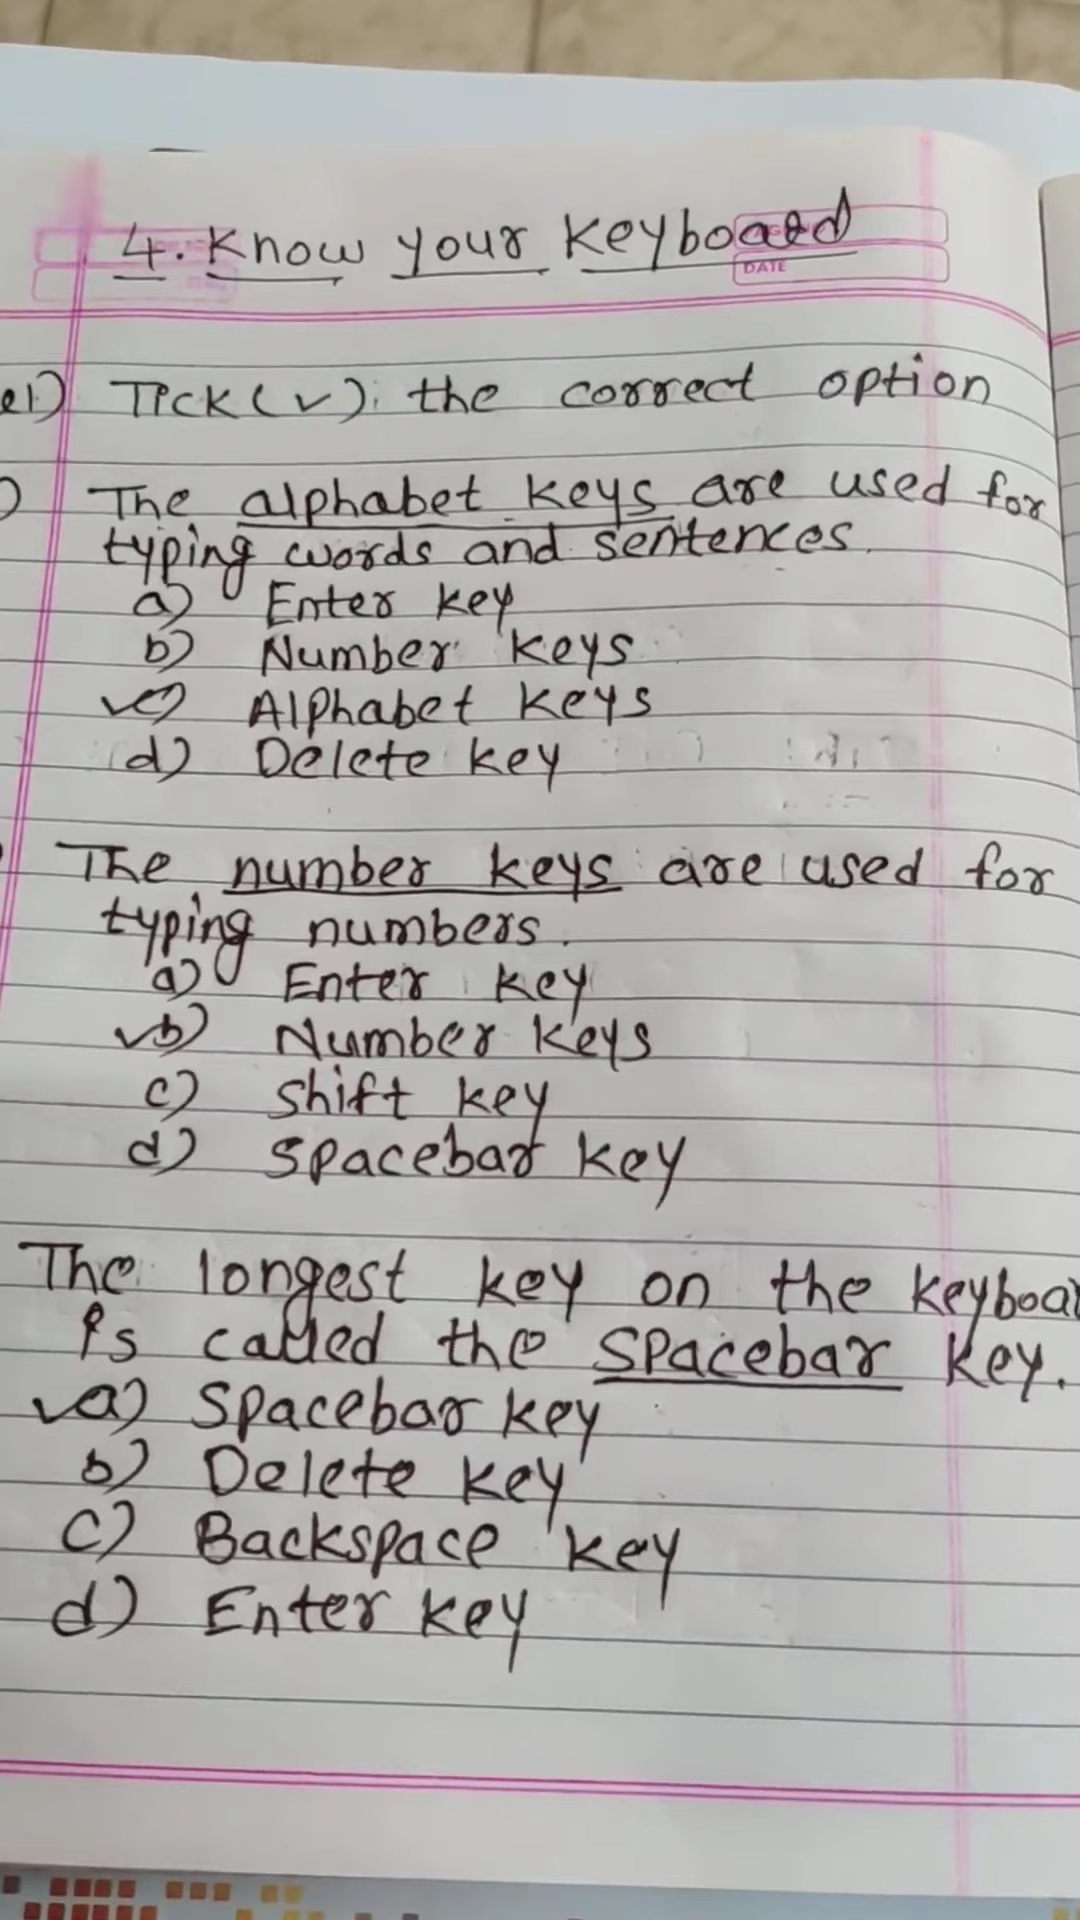 4. Know your Keyboard
DATE
Tick (✓) the correct option
The alphabet keys are used for
typing words and sentences.
a) Enter key
b) Number keys
✓c) Alphabet keys
d) Delete key
The number keys are used for
typing numbers.
a) Enter key
✓b) Number keys
c) Shift key
d) Spacebar key
The longest key on the keyboar
is called the Spacebar key.
✓a) Spacebar key
b) Delete key
c) Backspace key
d) Enter key